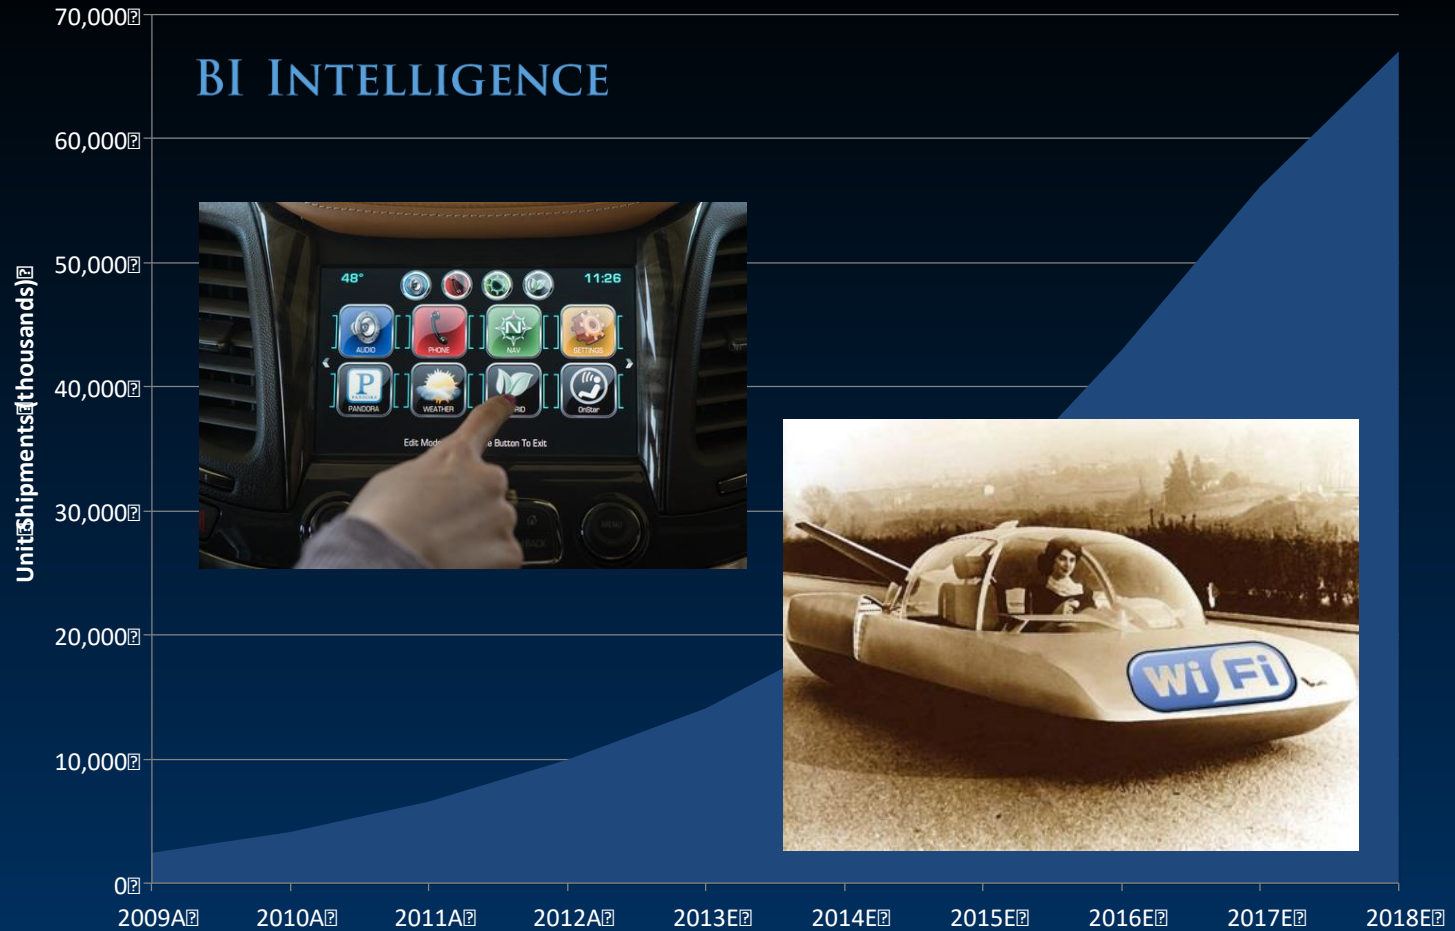 70,000
BI INTELLIGENCE
60,000
50,000
40,000
30,000
20,000
10,000
0
Unit Shipments (thousands)
48° 11:26
AUDIO PHONE NAV SETTINGS
P PANDORA WEATHER OnStar
Edit Button To Exit
MENU
BACK
Wi Fi
2009A 2010A 2011A 2012A 2013E 2014E 2015E 2016E 2017E 2018E